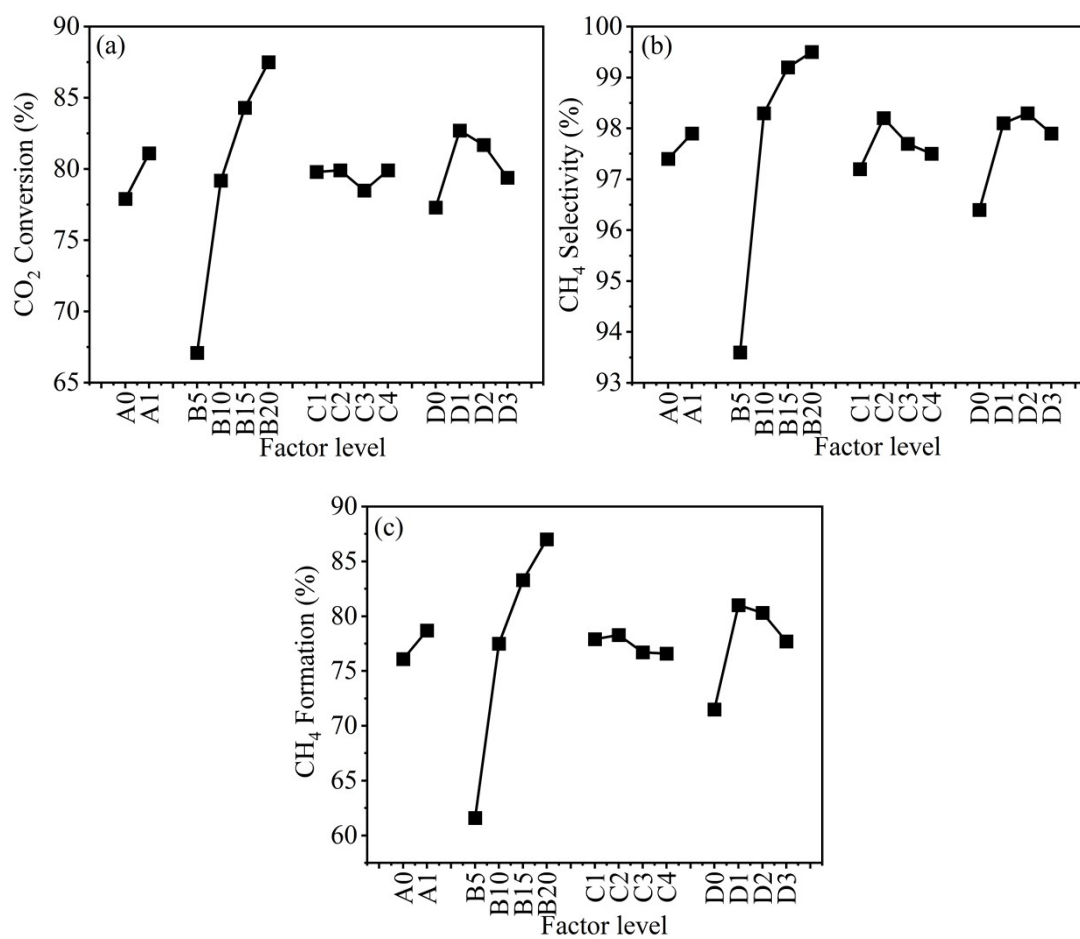 (a)
CO₂ Conversion (%)
90
85
80
75
70
65
A0 A1 B5 B10 B15 B20 C1 C2 C3 C4 D0 D1 D2 D3
Factor level
(b)
CH₄ Selectivity (%)
100
99
98
97
96
95
94
93
A0 A1 B5 B10 B15 B20 C1 C2 C3 C4 D0 D1 D2 D3
Factor level
(c)
CH₄ Formation (%)
90
85
80
75
70
65
60
A0 A1 B5 B10 B15 B20 C1 C2 C3 C4 D0 D1 D2 D3
Factor level